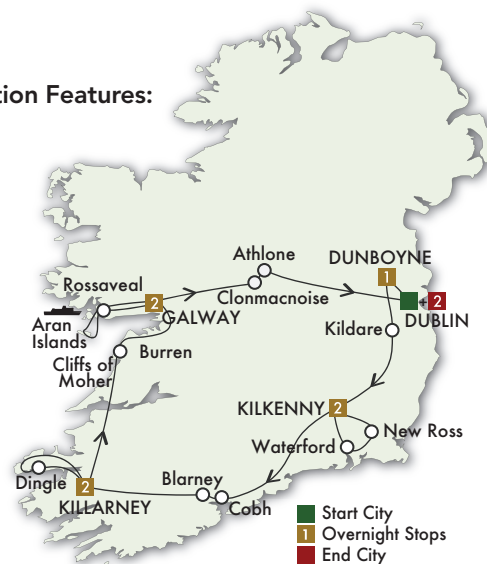 tion Features:
Athlone
DUNBOYNE
1
Rossaveal
2
Clonmacnoise
+ 2
GALWAY
DUBLIN
Aran
Islands
Kildare
Burren
Cliffs of
Moher
KILKENNY
2
New Ross
Waterford
Dingle
2
Blarney
KILLARNEY
Cobh
Start City
1 Overnight Stops
End City